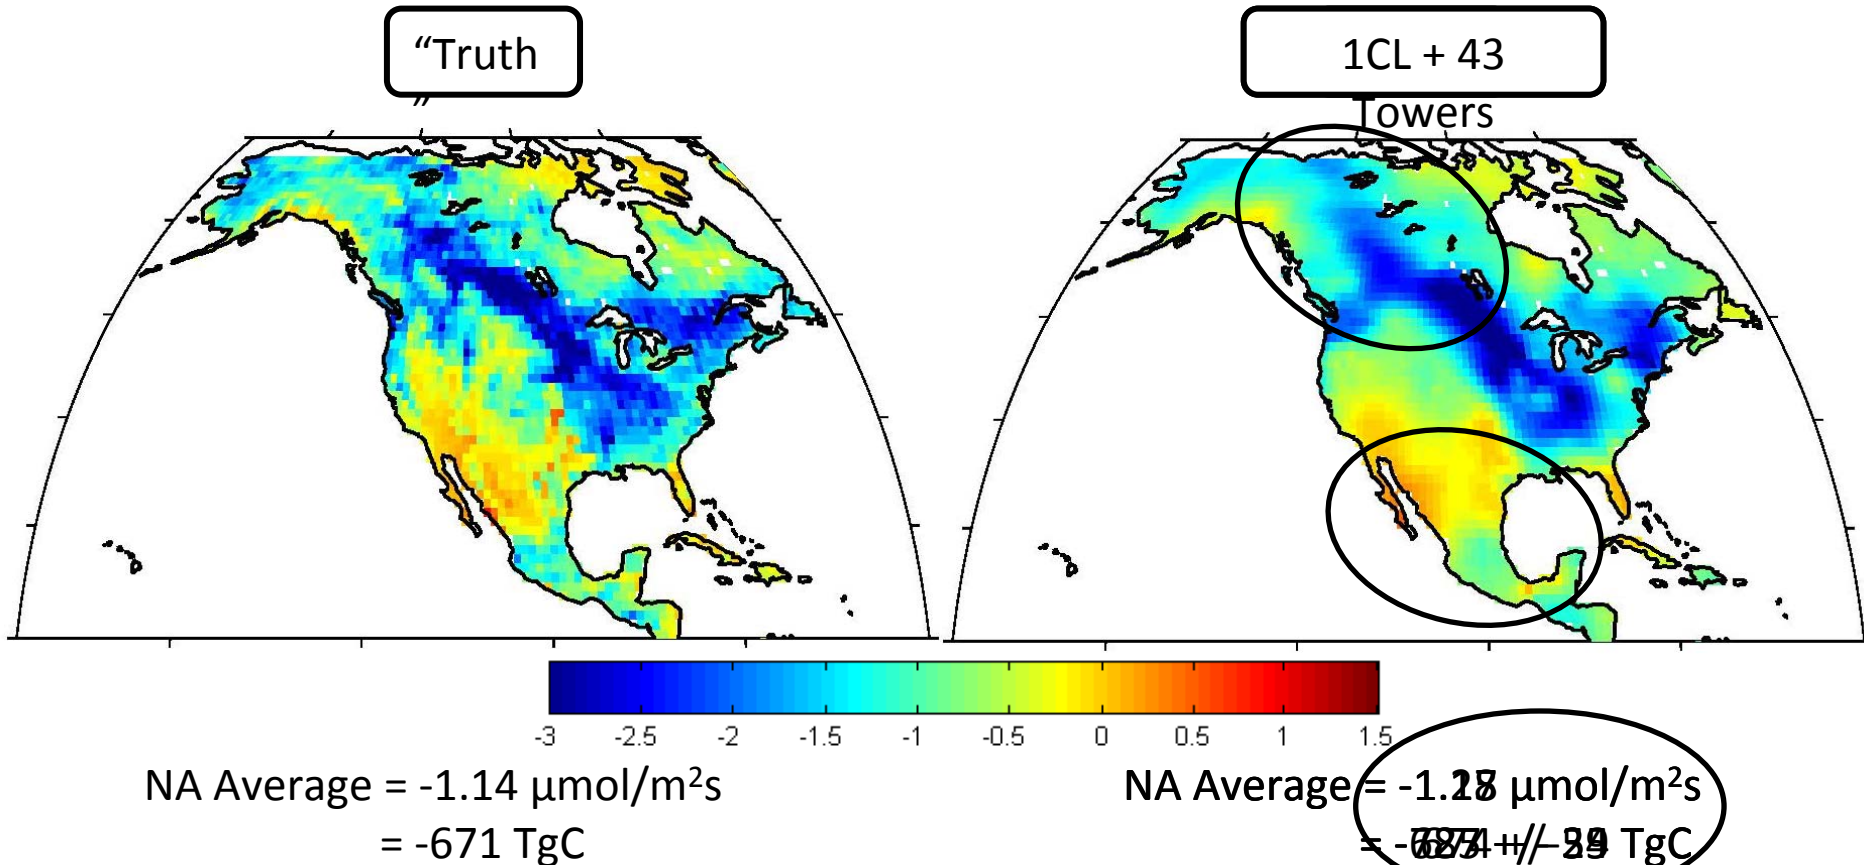 “Truth
”
1CL + 43
Towers
-3 -2.5 -2 -1.5 -1 -0.5 0 0.5 1 1.5
NA Average = -1.14 µmol/m²s
= -671 TgC
NA Average = µmol/m²s
= TgC